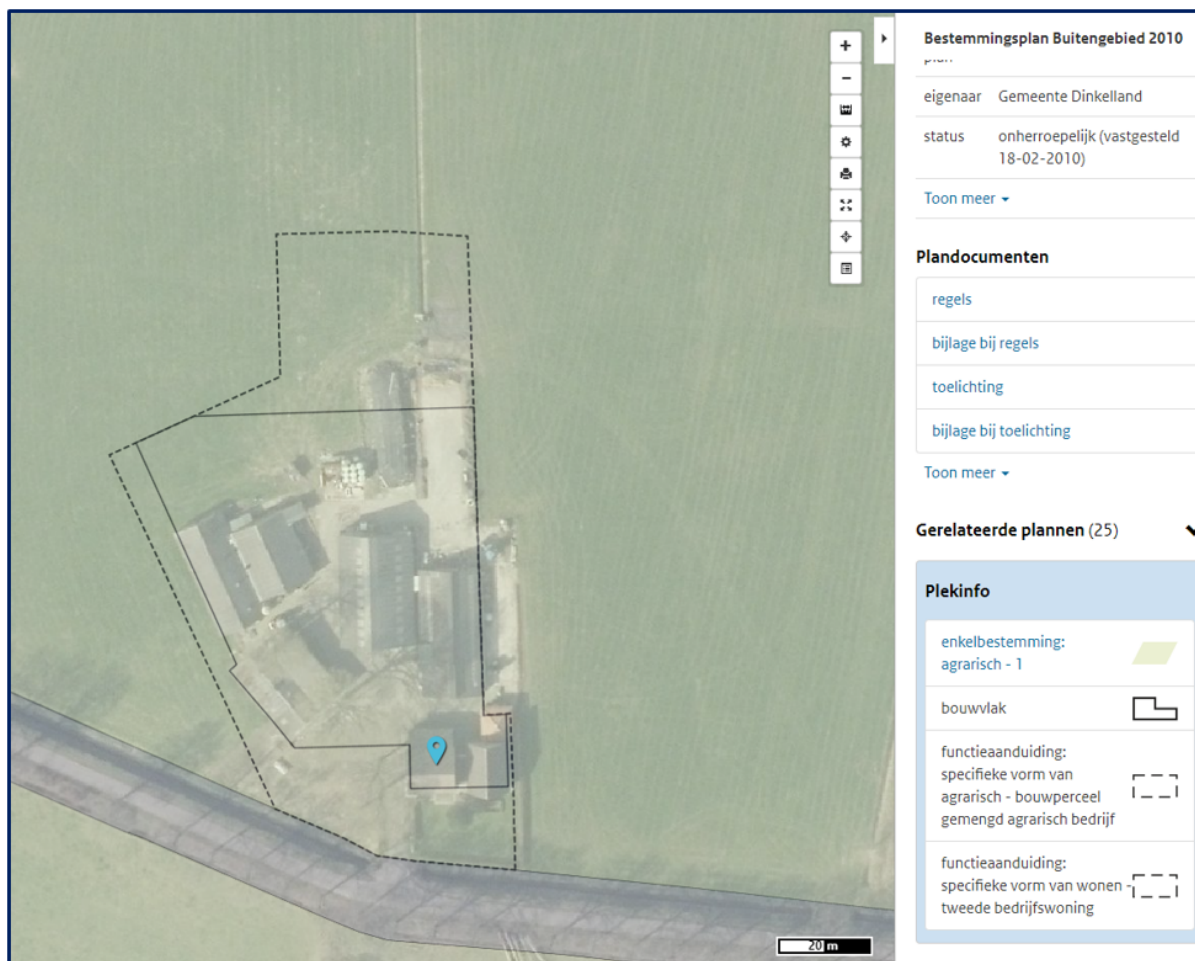 Bestemmingsplan Buitengebied 2010
plan
eigenaar Gemeente Dinkelland
status onherroepelijk (vastgesteld
18-02-2010)
Toon meer
Plandocumenten
regels
bijlage bij regels
toelichting
bijlage bij toelichting
Toon meer
Gerelateerde plannen (25)
Plekinfo
enkelbestemming:
agrarisch - 1
bouwvlak
functieaanduiding:
specifieke vorm van
agrarisch - bouwperceel
gemengd agrarisch bedrijf
functieaanduiding:
specifieke vorm van wonen -
tweede bedrijfswoning
20 m